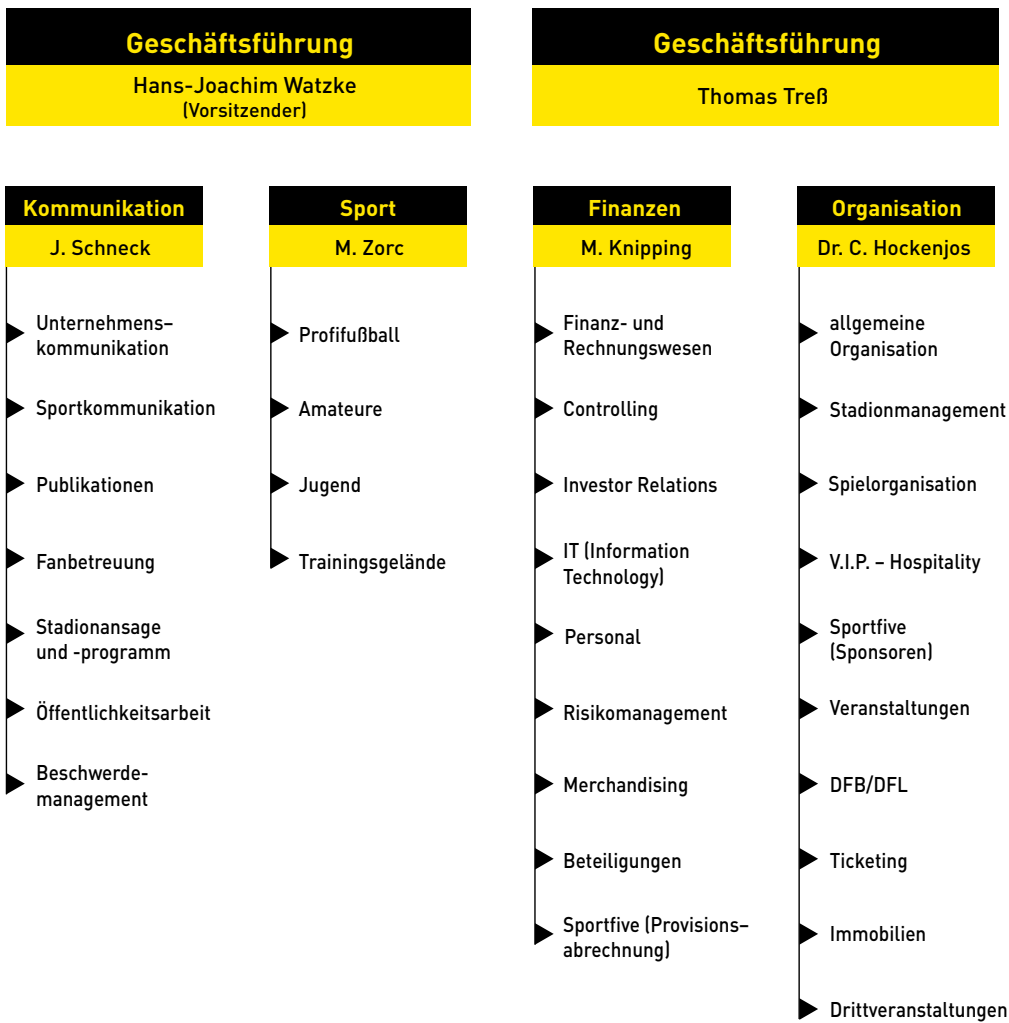 Geschäftsführung
Hans-Joachim Watzke
(Vorsitzender)
Geschäftsführung
Thomas Treß
Kommunikation
J. Schneck
Unternehmens–
kommunikation
Sportkommunikation
Publikationen
Fanbetreuung
Stadionansage
und -programm
Öffentlichkeitsarbeit
Beschwerde-
management
Sport
M. Zorc
Profifußball
Amateure
Jugend
Trainingsgelände
Finanzen
M. Knipping
Finanz- und
Rechnungswesen
Controlling
Investor Relations
IT (Information
Technology)
Personal
Risikomanagement
Merchandising
Beteiligungen
Sportfive (Provisions–
abrechnung)
Organisation
Dr. C. Hockenjos
allgemeine
Organisation
Stadionmanagement
Spielorganisation
V.I.P. – Hospitality
Sportfive
(Sponsoren)
Veranstaltungen
DFB/DFL
Ticketing
Immobilien
Drittveranstaltungen